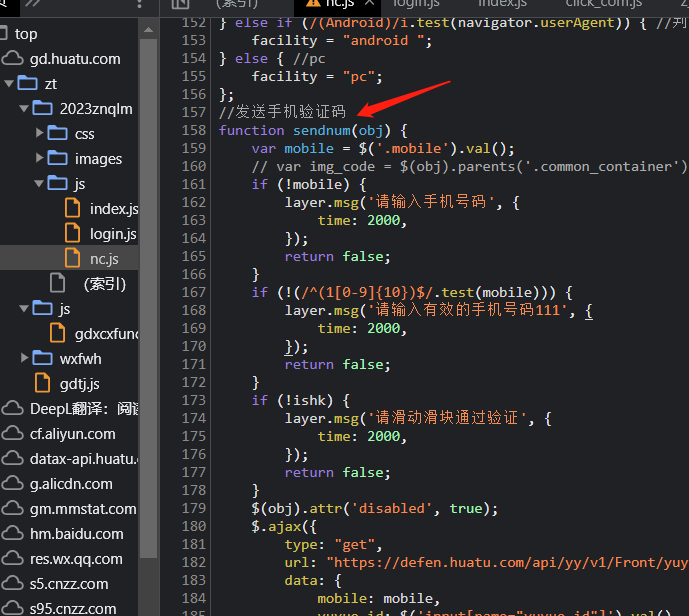 (索引)
nc.js
login.js
index.js
click_com.js
top
gd.huatu.com
zt
2023znqlm
css
images
js
index.js
login.js
nc.js
(索引)
js
gdxcxfunc
wxfwh
gdtj.js
DeepL翻译：阅读
cf.aliyun.com
datax-api.huatu.
g.alicdn.com
gm.mmstat.com
hm.baidu.com
res.wx.qq.com
s5.cnzz.com
s95.cnzz.com
152 } else if (/(Android)/i.test(navigator.userAgent)) { //判
153 facility = "android ";
154 } else { //pc
155 facility = "pc";
156 };
157 //发送手机验证码
158 function sendnum(obj) {
159 var mobile = $('.mobile').val();
160 // var img_code = $(obj).parents('.common_container')
161 if (!mobile) {
162 layer.msg('请输入手机号码', {
163 time: 2000,
164 });
165 return false;
166 }
167 if (!(/^(1[0-9]{10})$/.test(mobile))) {
168 layer.msg('请输入有效的手机号码111', {
169 time: 2000,
170 });
171 return false;
172 }
173 if (!ishk) {
174 layer.msg('请滑动滑块通过验证', {
175 time: 2000,
176 });
177 return false;
178 }
179 $(obj).attr('disabled', true);
180 $.ajax({
181 type: "get",
182 url: "https://defen.huatu.com/api/yy/v1/Front/yuy
183 data: {
184 mobile: mobile,
185 yuyue_id: $('input[name="yuyue_id"]').val()